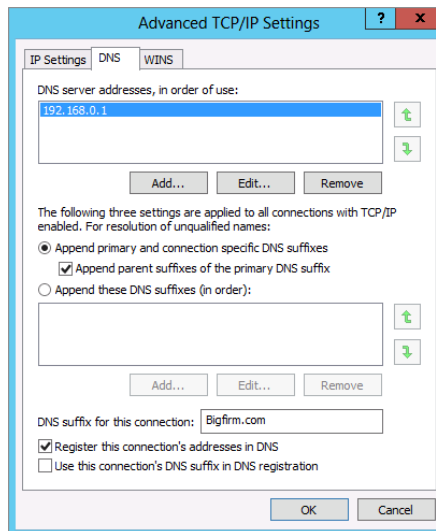 Advanced TCP/IP Settings
? x
IP Settings DNS WINS
DNS server addresses, in order of use:
192.168.0.1
Add... Edit... Remove
The following three settings are applied to all connections with TCP/IP
enabled. For resolution of unqualified names:
Append primary and connection specific DNS suffixes
Append parent suffixes of the primary DNS suffix
Append these DNS suffixes (in order):
Add... Edit... Remove
DNS suffix for this connection: Bigfirm.com
Register this connection's addresses in DNS
Use this connection's DNS suffix in DNS registration
OK Cancel